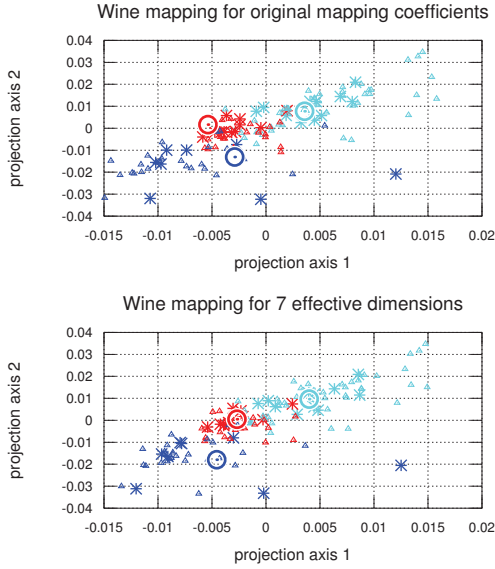 Wine mapping for original mapping coefficients
0.04
0.03
0.02
0.01
0
-0.01
-0.02
-0.03
-0.04
projection axis 2
-0.015 -0.01 -0.005 0 0.005 0.01 0.015 0.02
projection axis 1
Wine mapping for 7 effective dimensions
0.04
0.03
0.02
0.01
0
-0.01
-0.02
-0.03
-0.04
projection axis 2
-0.015 -0.01 -0.005 0 0.005 0.01 0.015 0.02
projection axis 1